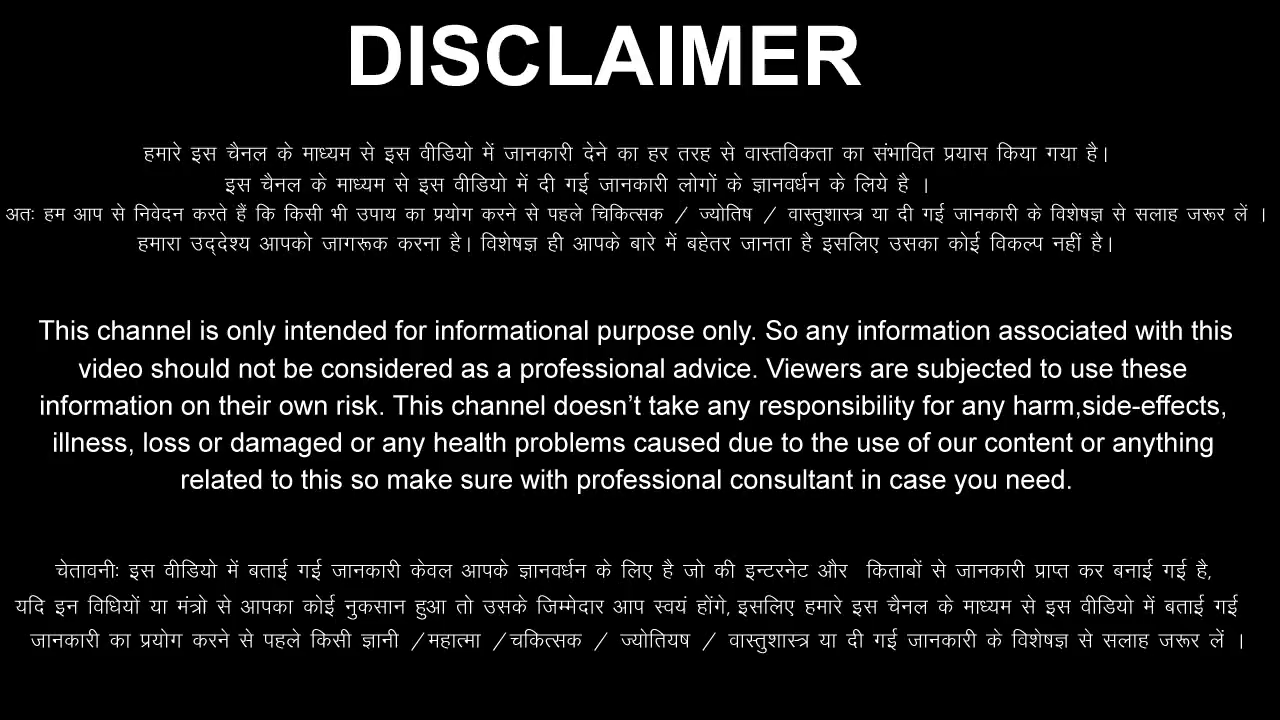 DISCLAIMER
हमारे इस चैनल के माध्यम से इस वीडियो में जानकारी देने का हर तरह से वास्तविकता का संभावित प्रयास किया गया है।
इस चैनल के माध्यम से इस वीडियो में दी गई जानकारी लोगों के ज्ञानवर्धन के लिये है ।
अतः हम आप से निवेदन करते हैं कि किसी भी उपाय का प्रयोग करने से पहले चिकित्सक / ज्योतिष / वास्तुशास्त्र या दी गई जानकारी के विशेषज्ञ से सलाह जरूर लें ।
हमारा उद्देश्य आपको जागरूक करना है। विशेषज्ञ ही आपके बारे में बहेतर जानता है इसलिए उसका कोई विकल्प नहीं है।
This channel is only intended for informational purpose only. So any information associated with this
video should not be considered as a professional advice. Viewers are subjected to use these
information on their own risk. This channel doesn’t take any responsibility for any harm,side-effects,
illness, loss or damaged or any health problems caused due to the use of our content or anything
related to this so make sure with professional consultant in case you need.
चेतावनीः इस वीडियो में बताई गई जानकारी केवल आपके ज्ञानवर्धन के लिए है जो की इन्टरनेट और किताबों से जानकारी प्राप्त कर बनाई गई है,
यदि इन विधियों या मंत्रो से आपका कोई नुकसान हुआ तो उसके जिम्मेदार आप स्वयं होंगे, इसलिए हमारे इस चैनल के माध्यम से इस वीडियो में बताई गई
जानकारी का प्रयोग करने से पहले किसी ज्ञानी /महात्मा /चकित्सक / ज्योतियष / वास्तुशास्त्र या दी गई जानकारी के विशेषज्ञ से सलाह जरूर लें ।